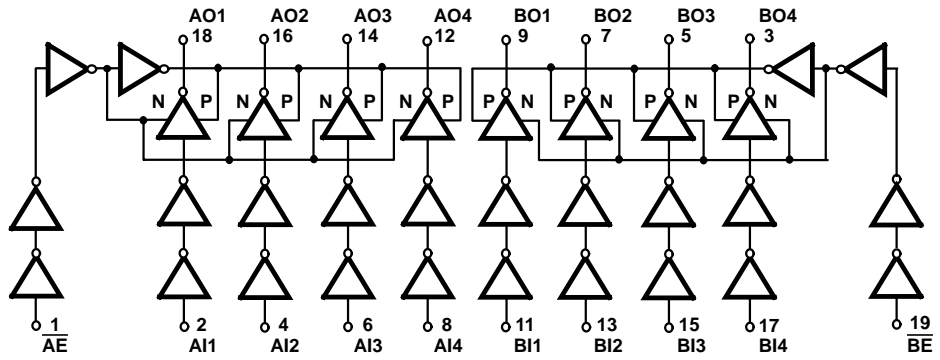 AO1 AO2 AO3 AO4 BO1 BO2 BO3 BO4
18 16 14 12 9 7 5 3
N P N P N P N P P N P N P N P N
1 2 4 6 8 11 13 15 17 19
AE AI1 AI2 AI3 AI4 BI1 BI2 BI3 BI4 BE